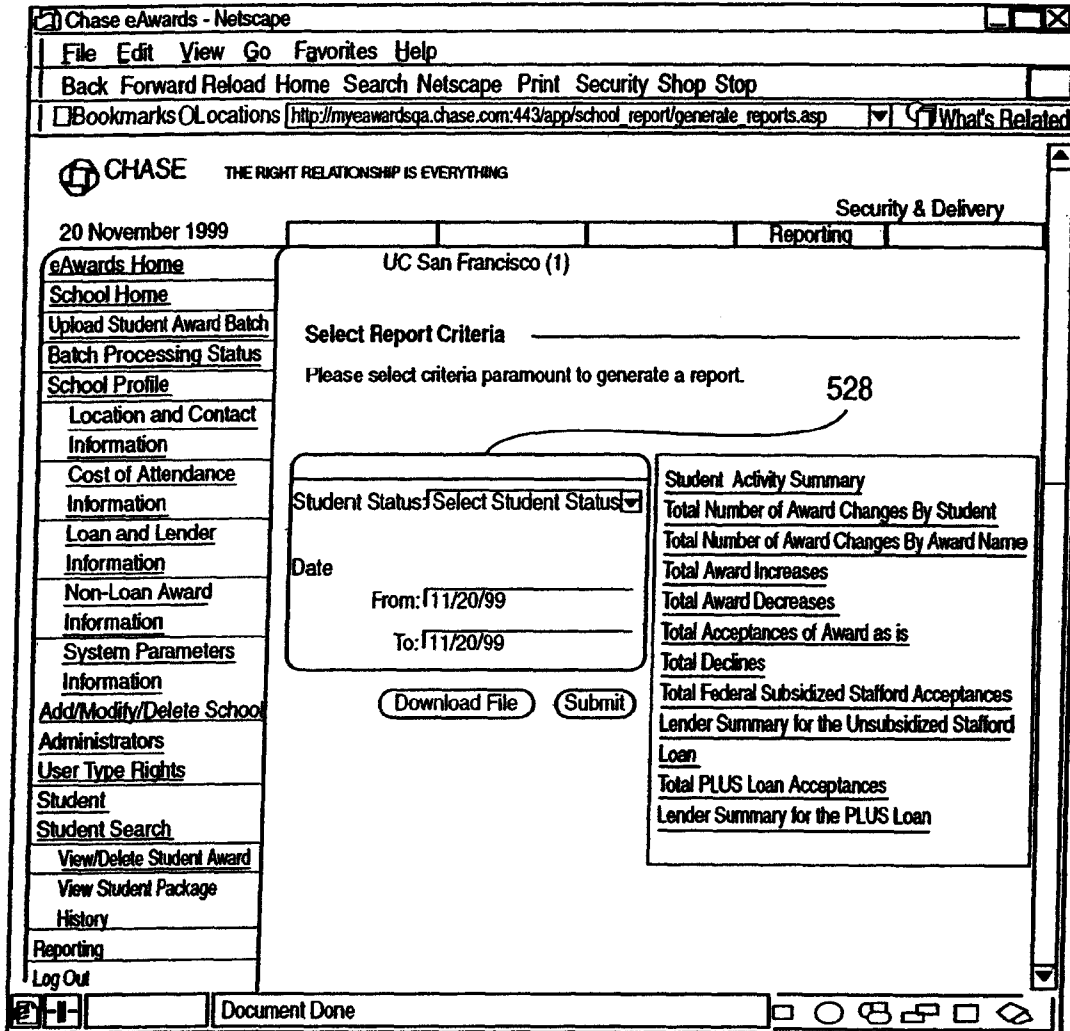 Chase eAwards - Netscape
File Edit View Go Favorites Help
Back Forward Reload Home Search Netscape Print Security Shop Stop
Bookmarks Locations http://myeawardsqa.chase.com:443/app/school_report/generate_reports.asp What's Related
CHASE THE RIGHT RELATIONSHIP IS EVERYTHING
Security & Delivery
20 November 1999 Reporting
eAwards Home
School Home
Upload Student Award Batch
Batch Processing Status
School Profile
Location and Contact
Information
Cost of Attendance
Information
Loan and Lender
Information
Non-Loan Award
Information
System Parameters
Information
Add/Modify/Delete School
Administrators
User Type Rights
Student
Student Search
View/Delete Student Award
View Student Package
History
Reporting
Log Out
UC San Francisco (1)
Select Report Criteria
Please select criteria paramount to generate a report.
528
Student Status: Select Student Status
Date
From: 11/20/99
To: 11/20/99
Download File Submit
Student Activity Summary
Total Number of Award Changes By Student
Total Number of Award Changes By Award Name
Total Award Increases
Total Award Decreases
Total Acceptances of Award as is
Total Declines
Total Federal Subsidized Stafford Acceptances
Lender Summary for the Unsubsidized Stafford
Loan
Total PLUS Loan Acceptances
Lender Summary for the PLUS Loan
Document Done